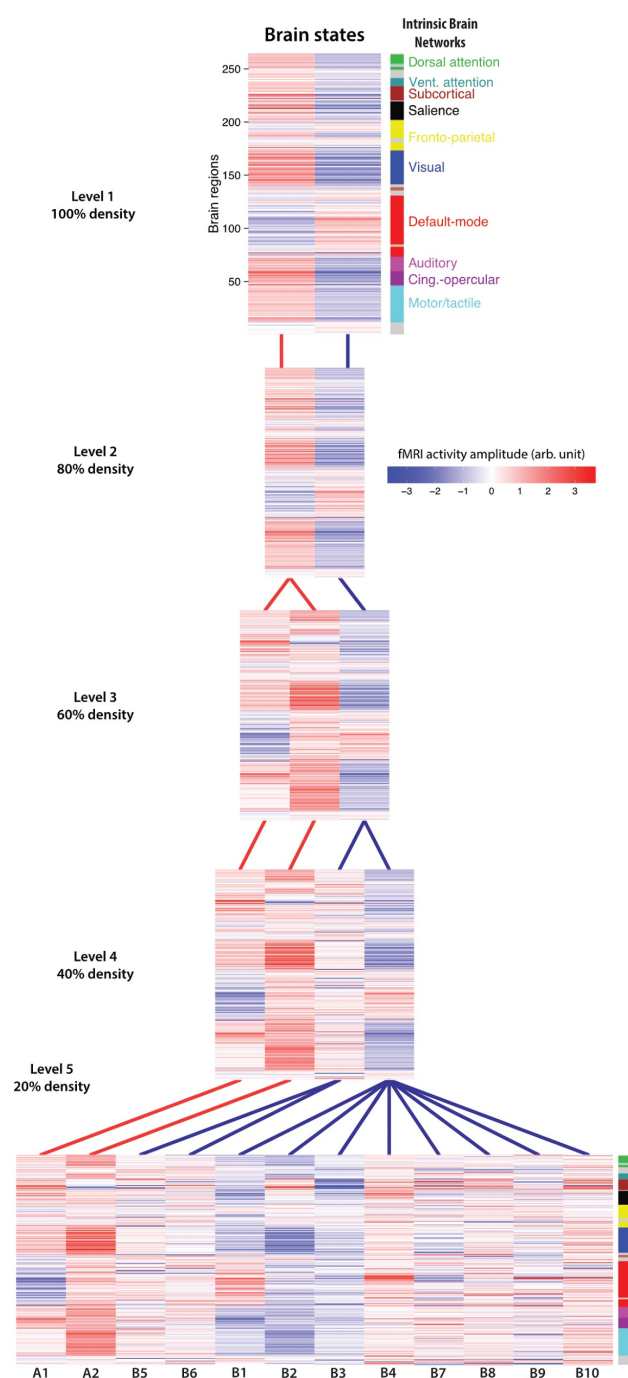 Brain states
Intrinsic Brain
Networks
Dorsal attention
Vent. attention
Subcortical
Salience
Fronto-parietal
Visual
Default-mode
Auditory
Cing.-opercular
Motor/tactile
Brain regions
250
200
150
100
50
Level 1
100% density
Level 2
80% density
fMRI activity amplitude (arb. unit)
−3 −2 −1 0 1 2 3
Level 3
60% density
Level 4
40% density
Level 5
20% density
A1 A2 B5 B6 B1 B2 B3 B4 B7 B8 B9 B10